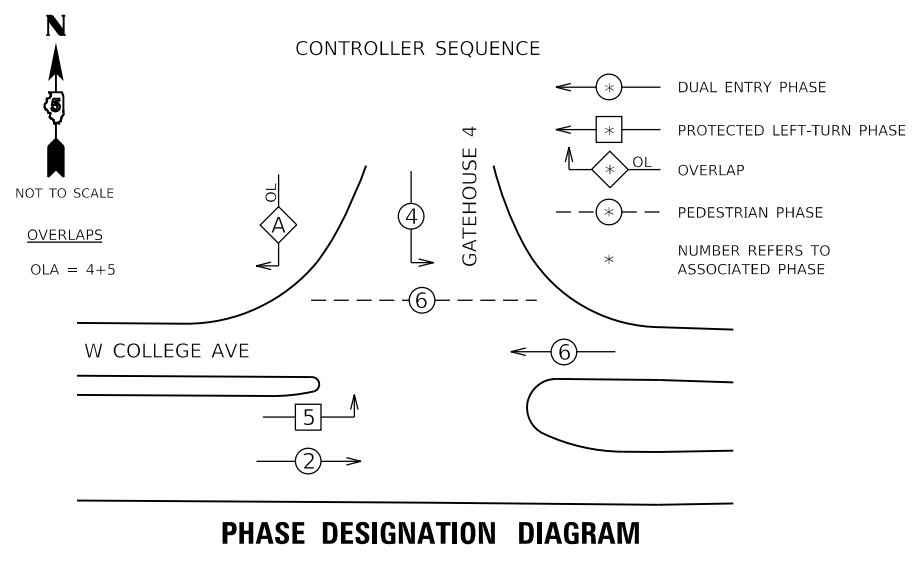 N
CONTROLLER SEQUENCE
5
NOT TO SCALE
OVERLAPS
OLA = 4+5
* DUAL ENTRY PHASE
* PROTECTED LEFT-TURN PHASE
* OL OVERLAP
* PEDESTRIAN PHASE
* NUMBER REFERS TO
ASSOCIATED PHASE
OL
A
4
GATEHOUSE 4
6
W COLLEGE AVE
6
5
2
PHASE DESIGNATION DIAGRAM